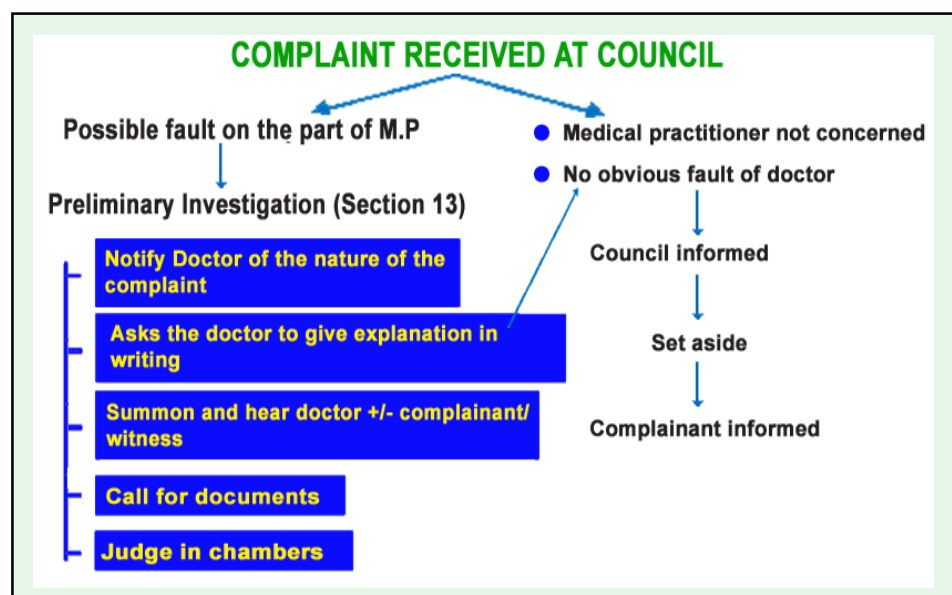 COMPLAINT RECEIVED AT COUNCIL
Possible fault on the part of M.P
Preliminary Investigation (Section 13)
Notify Doctor of the nature of the
complaint
Asks the doctor to give explanation in
writing
Summon and hear doctor +/- complainant/
witness
Call for documents
Judge in chambers
Medical practitioner not concerned
No obvious fault of doctor
Council informed
Set aside
Complainant informed